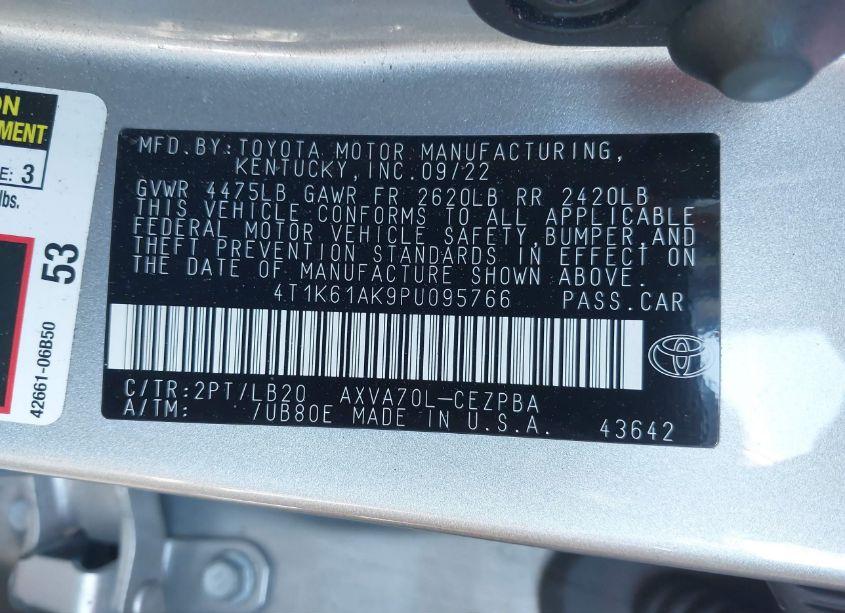 ON
MENT
E: 3
lbs.
53
42661-06B50
MFD.BY:TOYOTA MOTOR MANUFACTURING,
KENTUCKY,INC.09/22
GVWR 4475LB GAWR FR 2620LB RR 2420LB
THIS VEHICLE CONFORMS TO ALL APPLICABLE
FEDERAL MOTOR VEHICLE SAFETY,BUMPER,AND
THEFT PREVENTION STANDARDS IN EFFECT ON
THE DATE OF MANUFACTURE SHOWN ABOVE.
4T1K61AK9PU095766 PASS.CAR
C/TR:2PT/LB20 AXVA70L-CEZPBA
A/TM: /UB80E MADE IN U.S.A.
43642